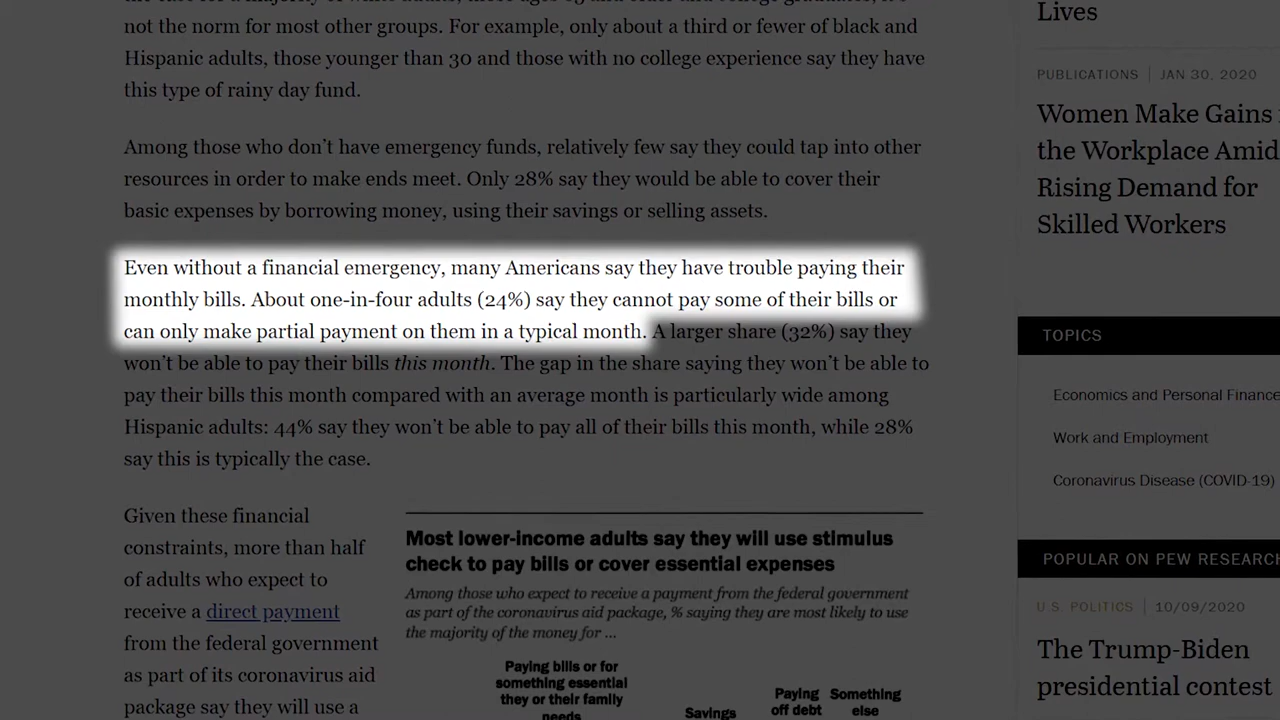 not the norm for most other groups. For example, only about a third or fewer of black and
Hispanic adults, those younger than 30 and those with no college experience say they have
this type of rainy day fund.
Among those who don’t have emergency funds, relatively few say they could tap into other
resources in order to make ends meet. Only 28% say they would be able to cover their
basic expenses by borrowing money, using their savings or selling assets.
Even without a financial emergency, many Americans say they have trouble paying their
monthly bills. About one-in-four adults (24%) say they cannot pay some of their bills or
can only make partial payment on them in a typical month. A larger share (32%) say they
won’t be able to pay their bills this month. The gap in the share saying they won’t be able to
pay their bills this month compared with an average month is particularly wide among
Hispanic adults: 44% say they won’t be able to pay all of their bills this month, while 28%
say this is typically the case.
Given these financial
constraints, more than half
of adults who expect to
receive a direct payment
from the federal government
as part of its coronavirus aid
package say they will use a
Most lower-income adults say they will use stimulus
check to pay bills or cover essential expenses
Among those who expect to receive a payment from the federal government
as part of the coronavirus aid package, % saying they are most likely to use
the majority of the money for ...
Paying bills or for
something essential
they or their family
needs
Savings
Paying
off debt
Something
else
Lives
PUBLICATIONS | JAN 30, 2020
Women Make Gains
the Workplace Amid
Rising Demand for
Skilled Workers
TOPICS
Economics and Personal Finance
Work and Employment
Coronavirus Disease (COVID-19)
POPULAR ON PEW RESEARCH
U.S. POLITICS | 10/09/2020
The Trump-Biden
presidential contest